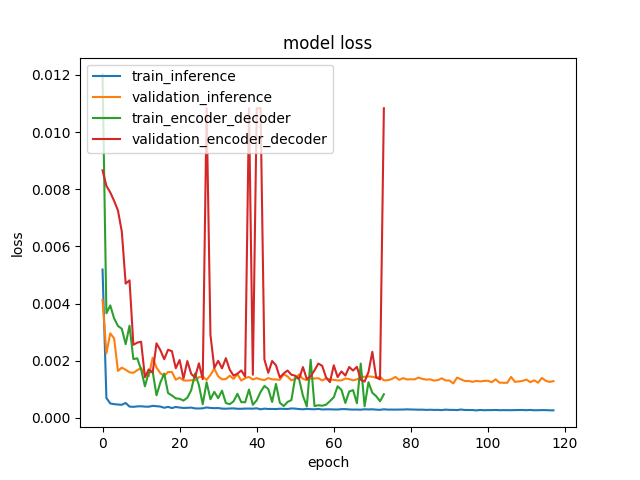 model loss
train_inference
validation_inference
train_encoder_decoder
validation_encoder_decoder
0.012
0.010
0.008
0.006
0.004
0.002
0.000
loss
0 20 40 60 80 100 120
epoch